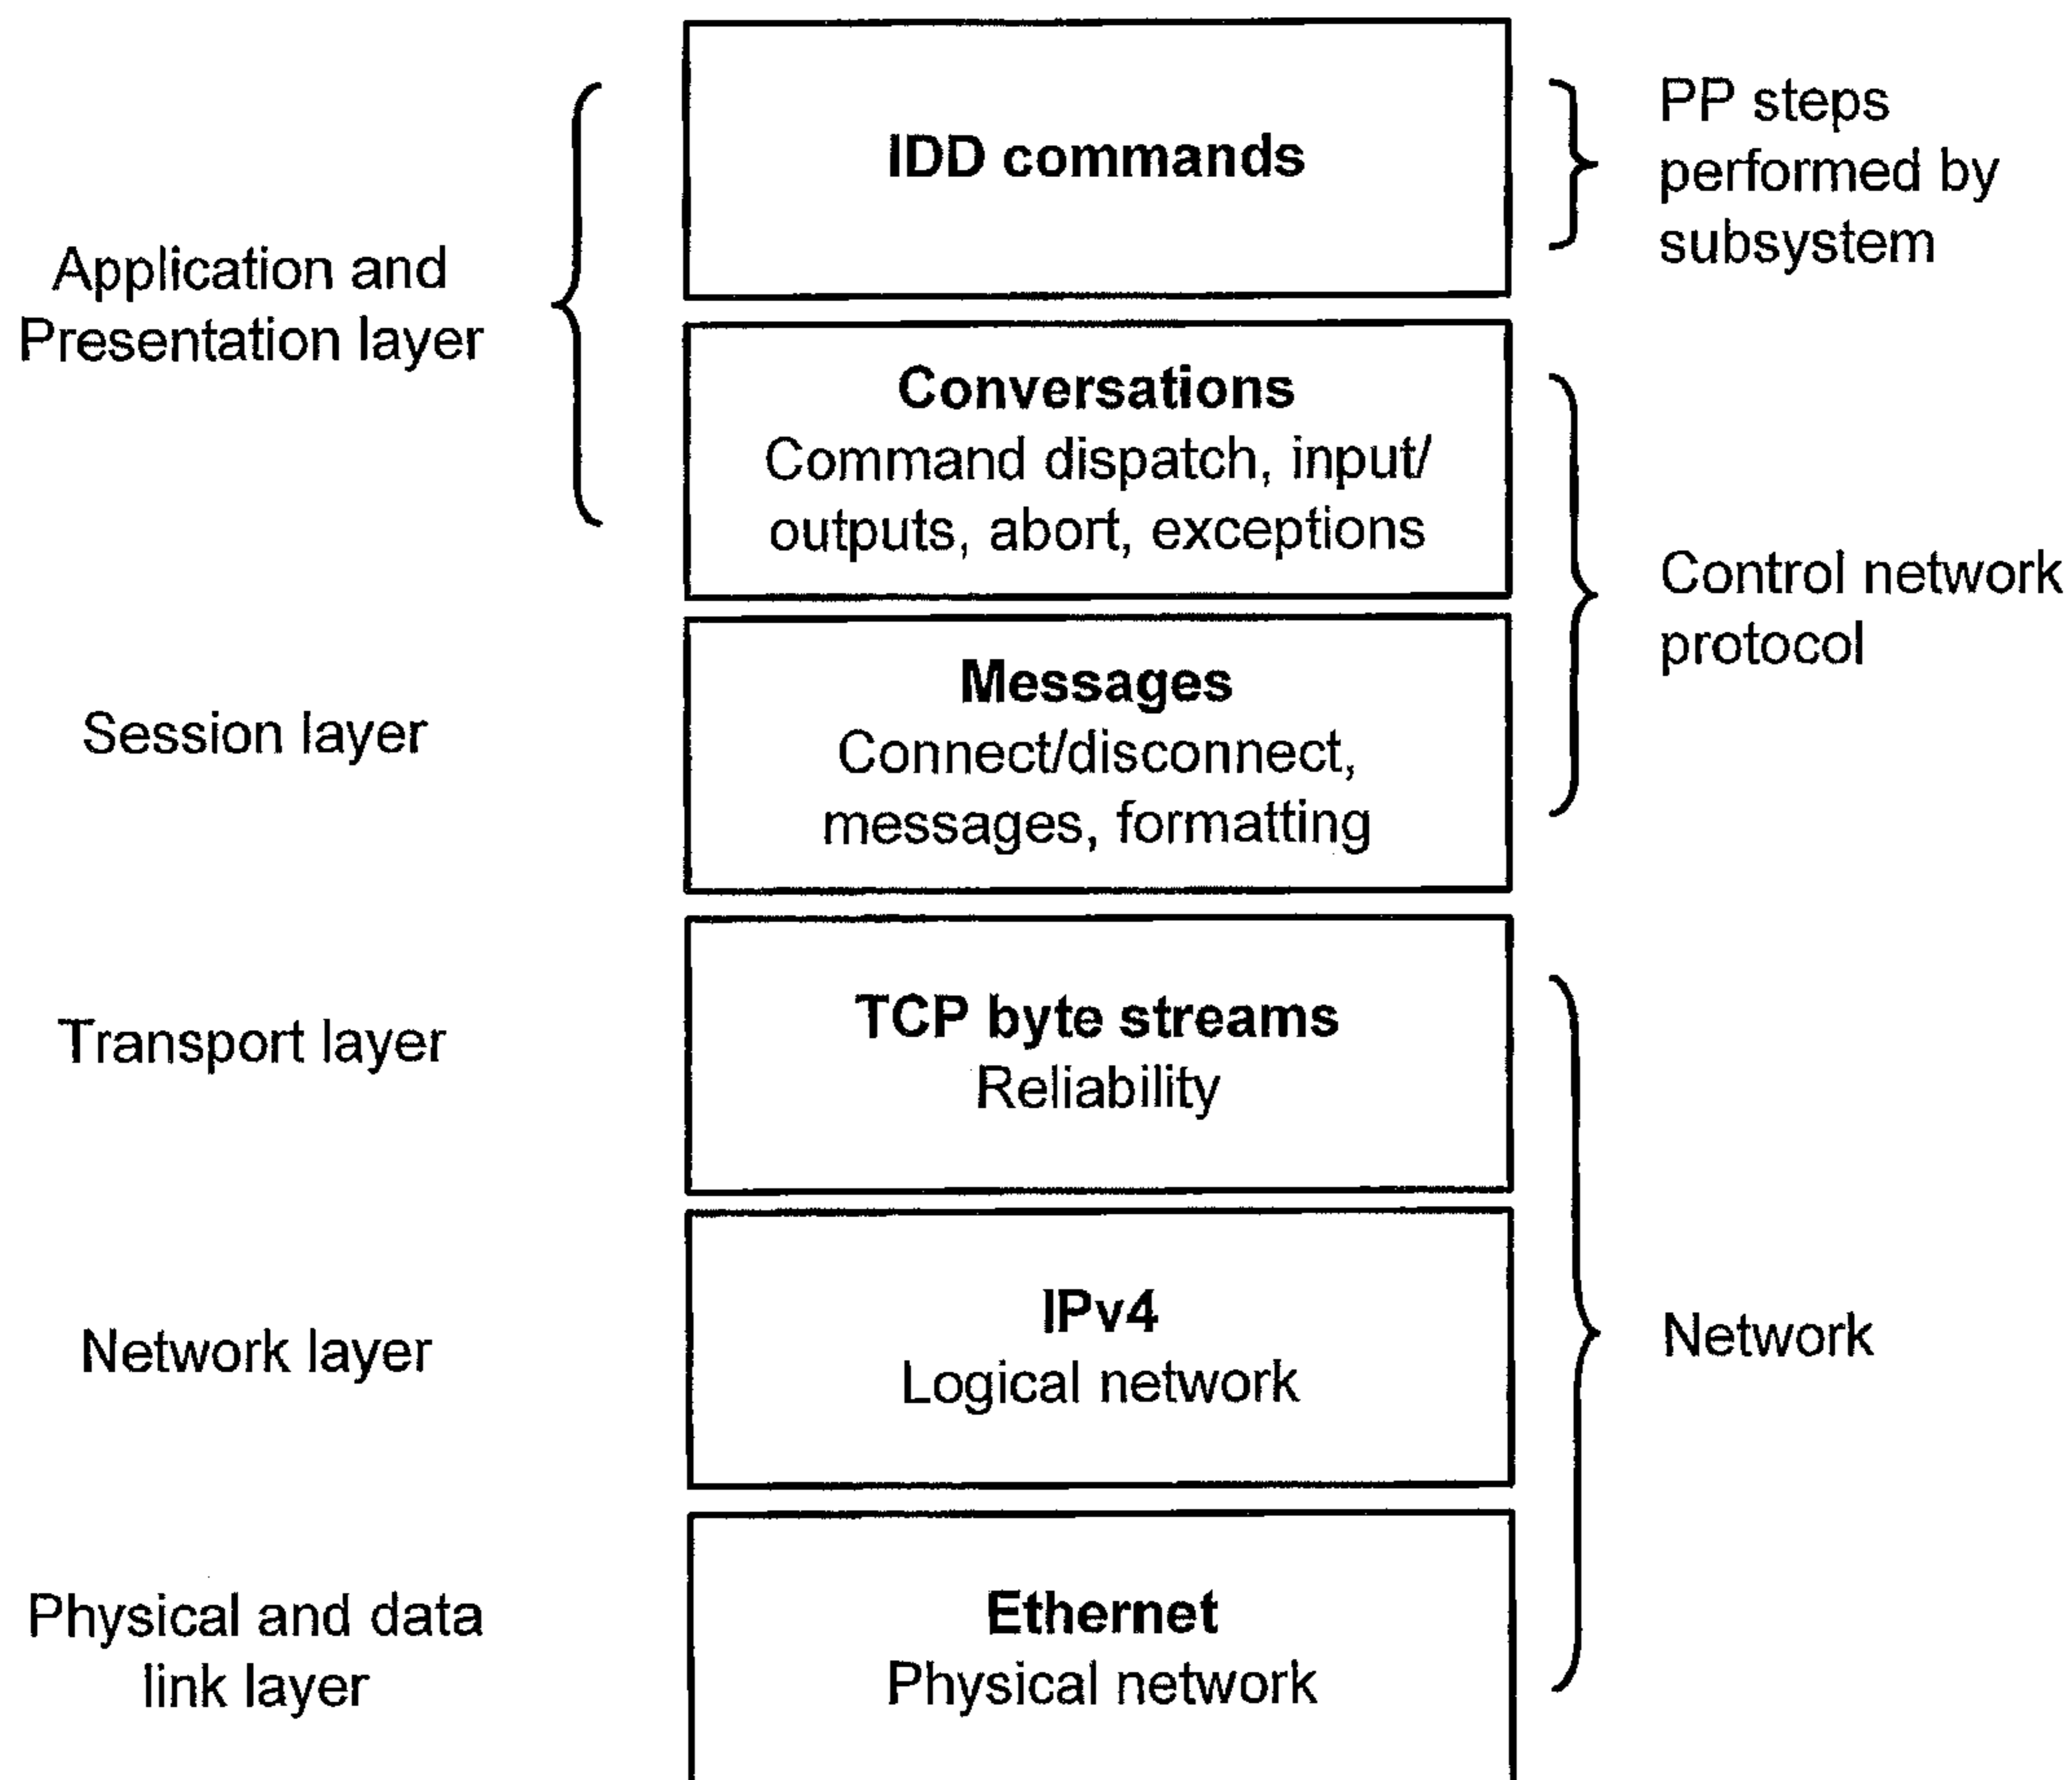 IDD commands
PP steps
performed by
subsystem
Application and
Presentation layer
Conversations
Command dispatch, input/
outputs, abort, exceptions
Control network
protocol
Session layer
Messages
Connect/disconnect,
messages, formatting
Transport layer
TCP byte streams
Reliability
Network layer
IPv4
Logical network
Network
Physical and data
link layer
Ethernet
Physical network